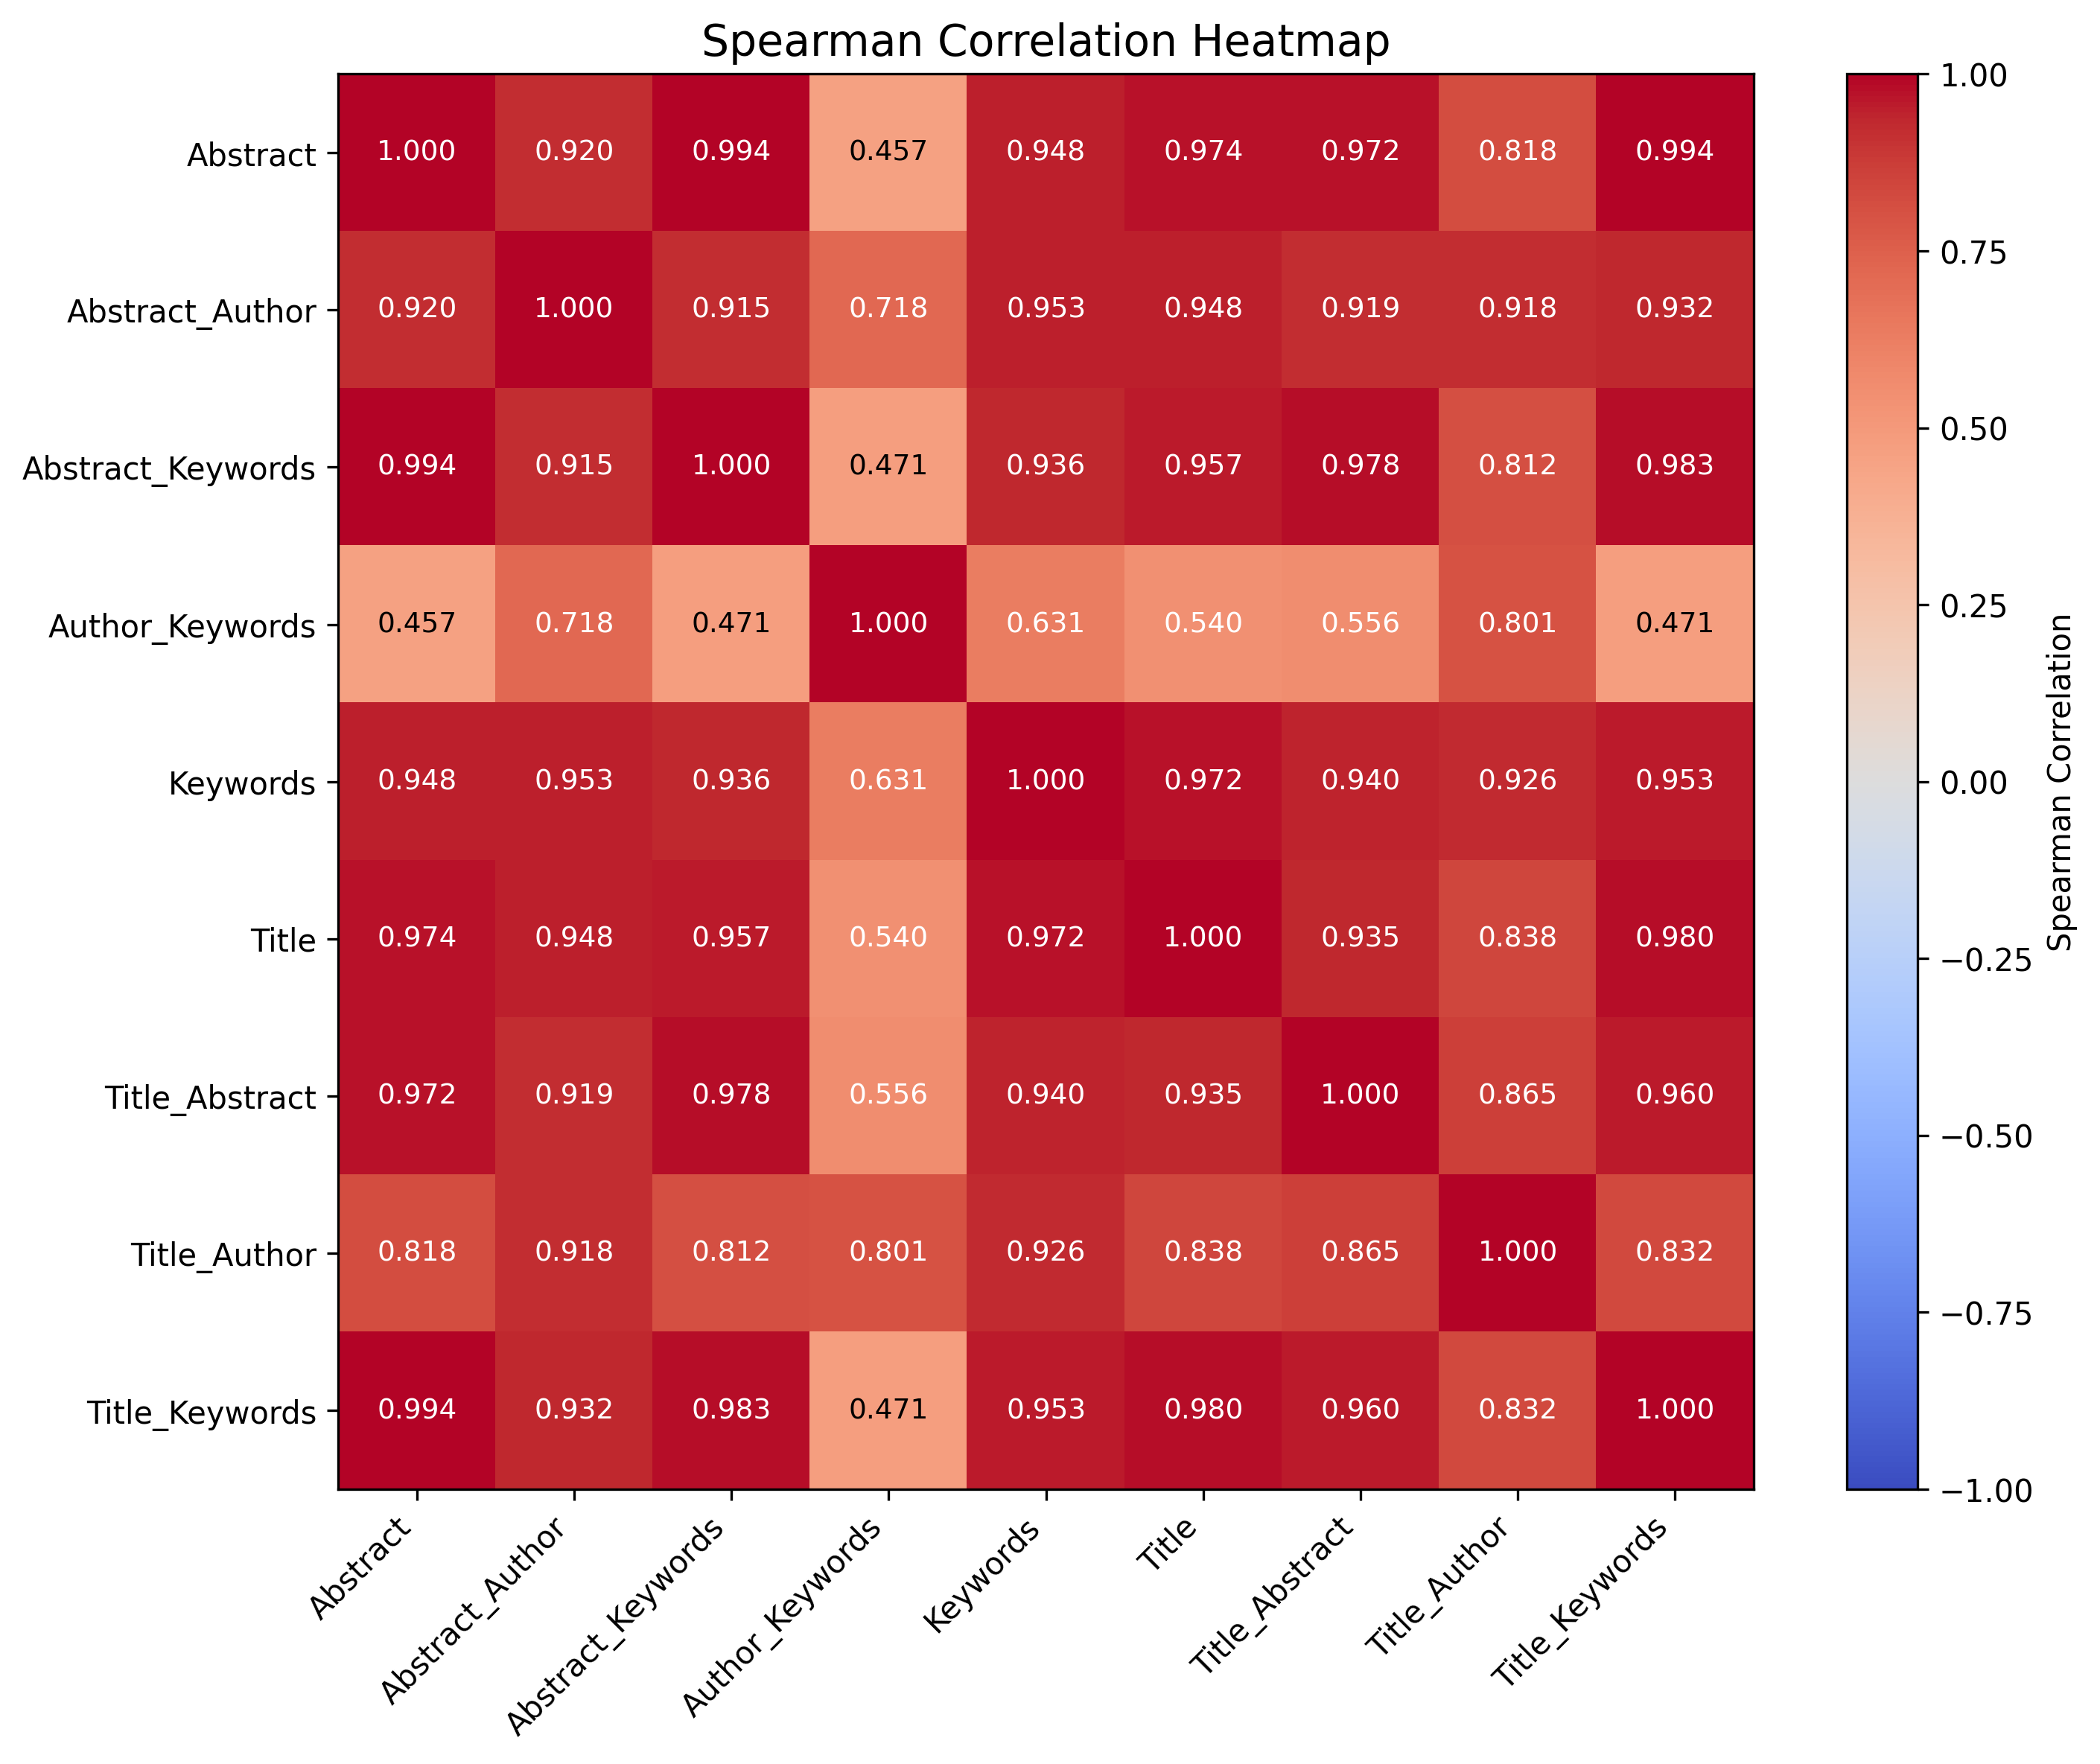 Spearman Correlation Heatmap
Abstract 1.000 0.920 0.994 0.457 0.948 0.974 0.972 0.818 0.994
Abstract_Author 0.920 1.000 0.915 0.718 0.953 0.948 0.919 0.918 0.932
Abstract_Keywords 0.994 0.915 1.000 0.471 0.936 0.957 0.978 0.812 0.983
Author_Keywords 0.457 0.718 0.471 1.000 0.631 0.540 0.556 0.801 0.471
Keywords 0.948 0.953 0.936 0.631 1.000 0.972 0.940 0.926 0.953
Title 0.974 0.948 0.957 0.540 0.972 1.000 0.935 0.838 0.980
Title_Abstract 0.972 0.919 0.978 0.556 0.940 0.935 1.000 0.865 0.960
Title_Author 0.818 0.918 0.812 0.801 0.926 0.838 0.865 1.000 0.832
Title_Keywords 0.994 0.932 0.983 0.471 0.953 0.980 0.960 0.832 1.000
Abstract
Abstract_Author
Abstract_Keywords
Author_Keywords
Keywords
Title
Title_Abstract
Title_Author
Title_Keywords
1.00
0.75
0.50
0.25
0.00
−0.25
−0.50
−0.75
−1.00
Spearman Correlation